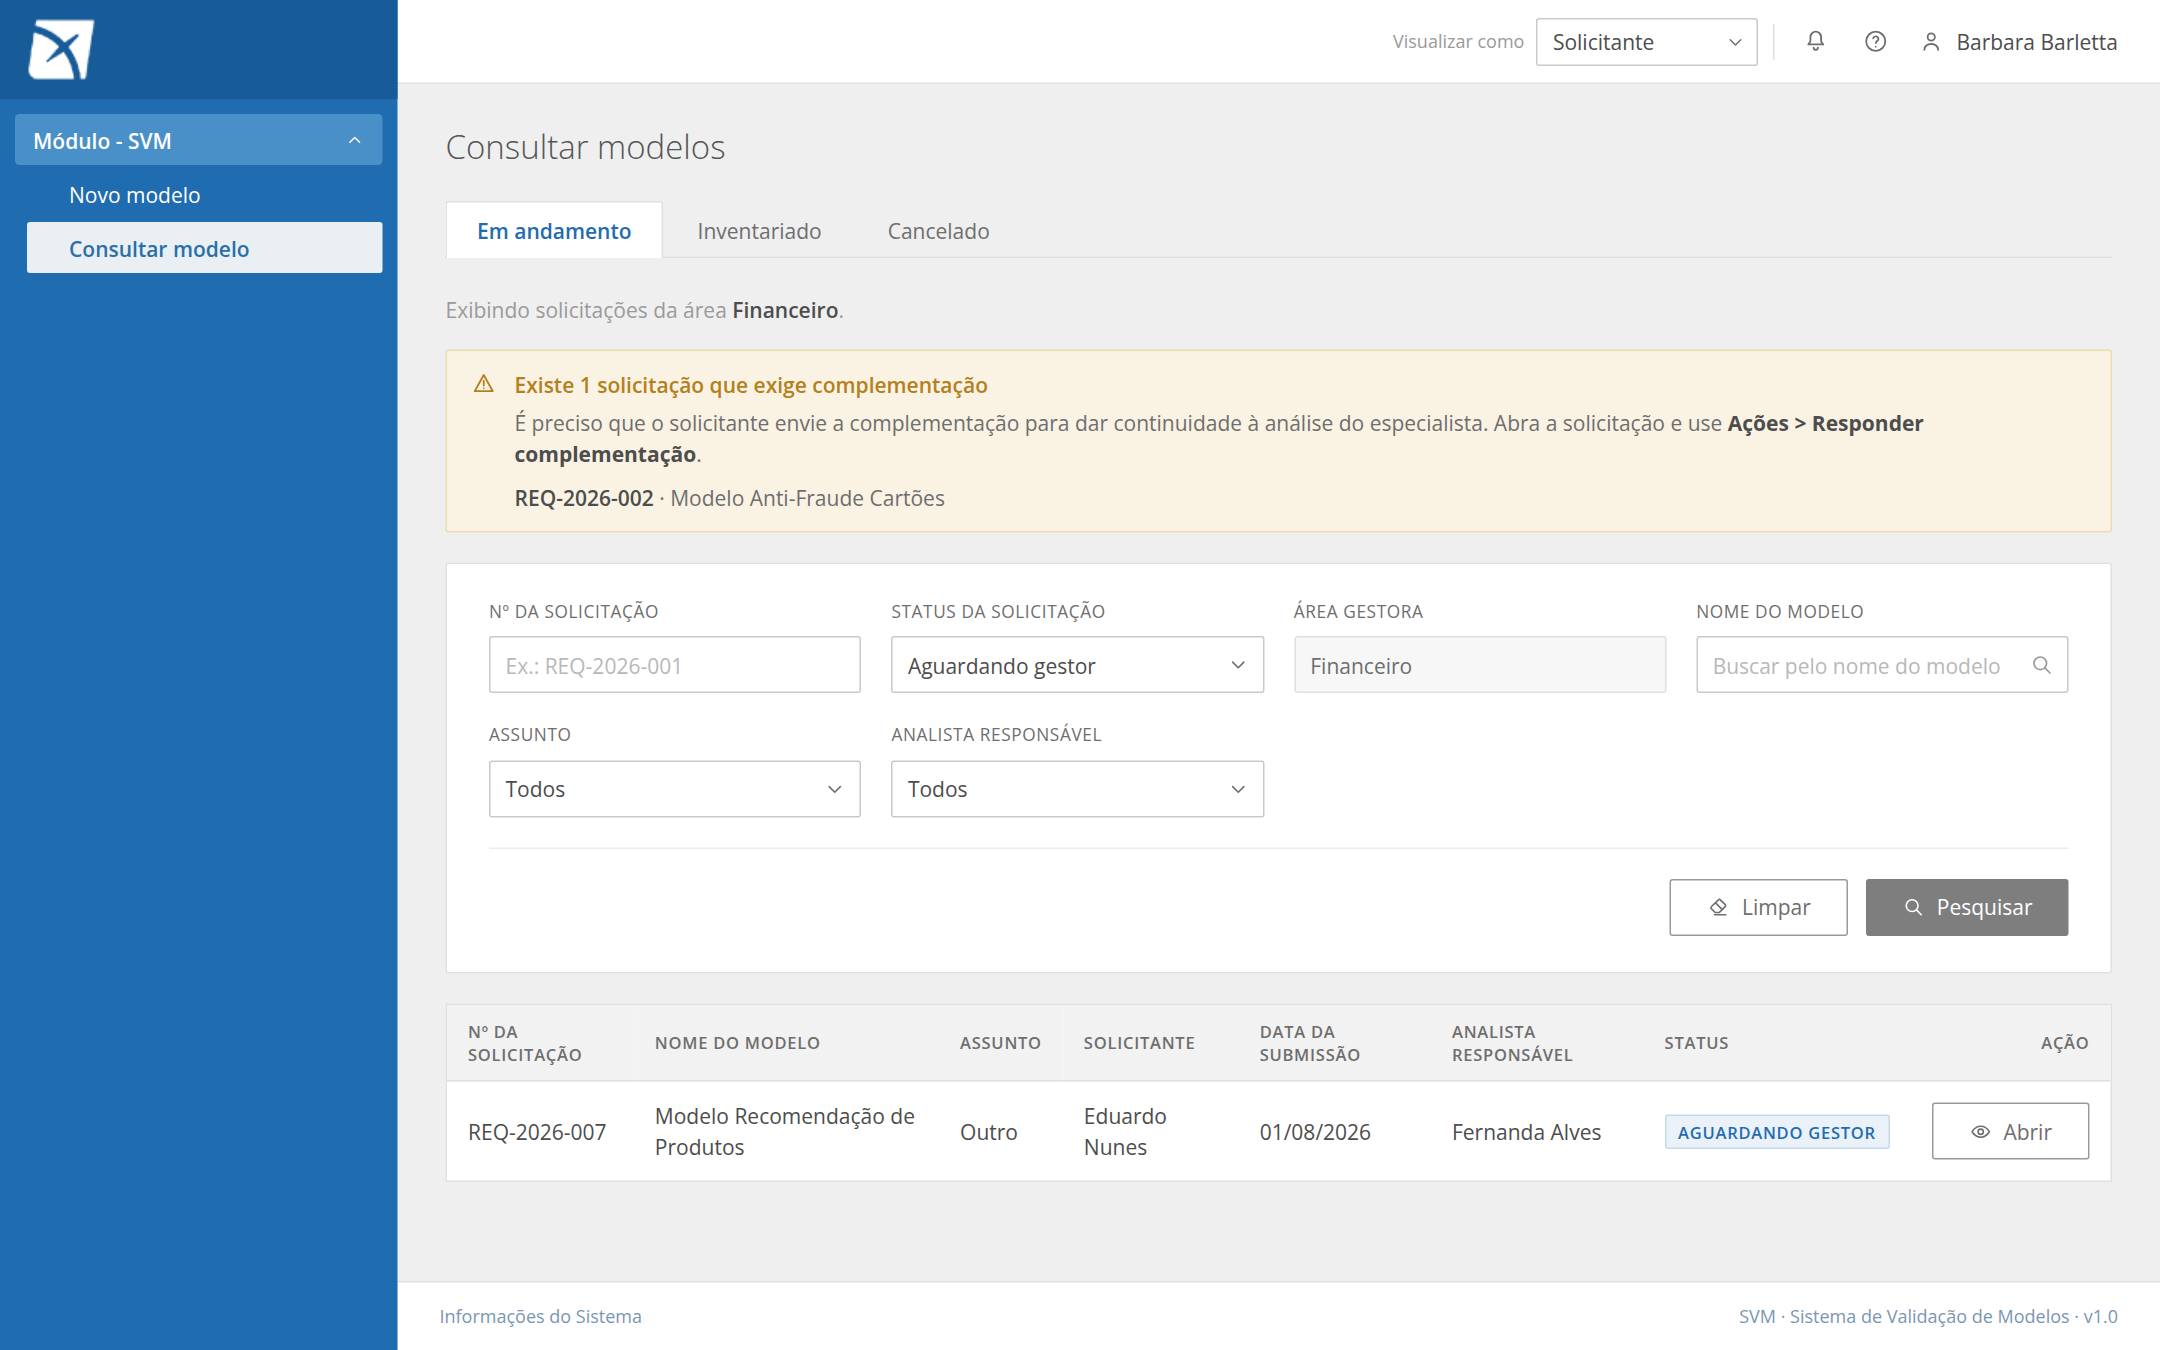 Visualizar como
Solicitante
Barbara Barletta
Módulo - SVM
Novo modelo
Consultar modelo
Consultar modelos
Em andamento
Inventariado
Cancelado
Exibindo solicitações da área Financeiro.
Existe 1 solicitação que exige complementação
É preciso que o solicitante envie a complementação para dar continuidade à análise do especialista. Abra a solicitação e use Ações > Responder
complementação.
REQ-2026-002 · Modelo Anti-Fraude Cartões
Nº DA SOLICITAÇÃO
STATUS DA SOLICITAÇÃO
ÁREA GESTORA
NOME DO MODELO
Ex.: REQ-2026-001
Aguardando gestor
Financeiro
Buscar pelo nome do modelo
ASSUNTO
ANALISTA RESPONSÁVEL
Todos
Todos
Limpar
Pesquisar
Nº DA
SOLICITAÇÃO
NOME DO MODELO
ASSUNTO
SOLICITANTE
DATA DA
SUBMISSÃO
ANALISTA
RESPONSÁVEL
STATUS
AÇÃO
REQ-2026-007
Modelo Recomendação de
Produtos
Outro
Eduardo
Nunes
01/08/2026
Fernanda Alves
AGUARDANDO GESTOR
Abrir
Informações do Sistema
SVM · Sistema de Validação de Modelos · v1.0